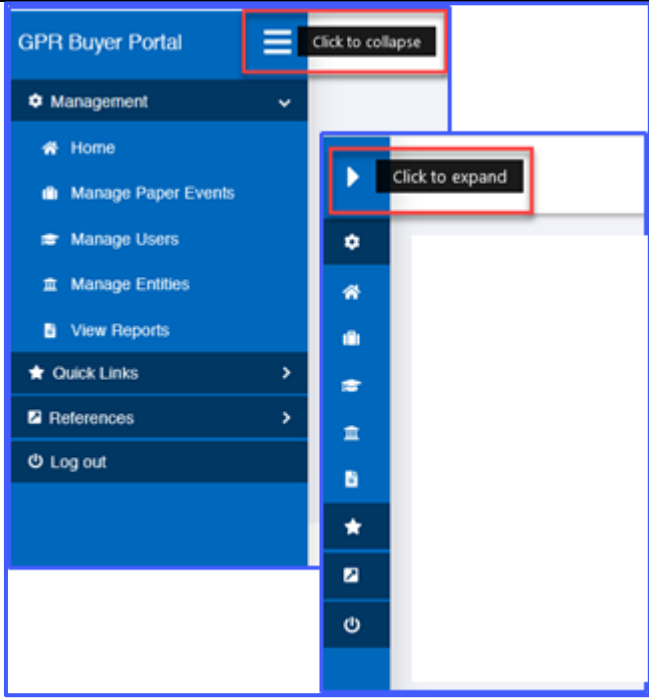 GPR Buyer Portal
Click to collapse
Management
Home
Manage Paper Events
Manage Users
Manage Entities
View Reports
Quick Links
References
Log out
Click to expand